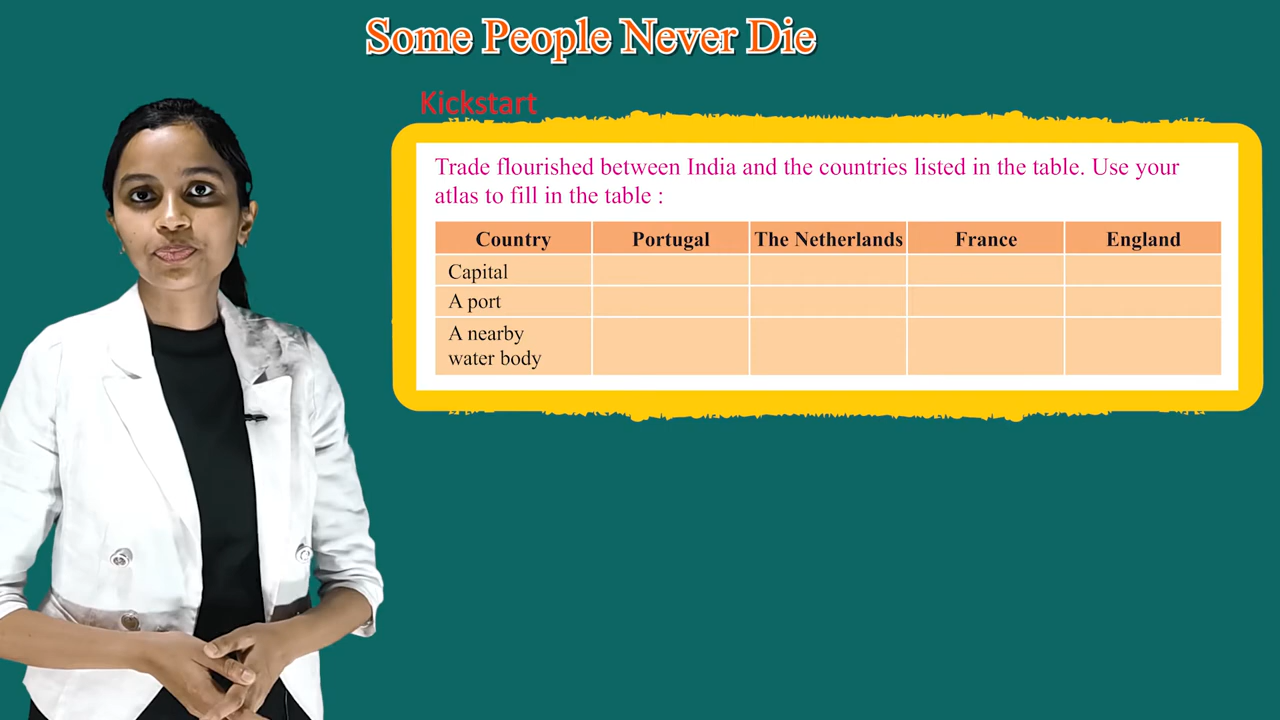 Some People Never Die
Kickstart
Trade flourished between India and the countries listed in the table. Use your
atlas to fill in the table :
Country Portugal The Netherlands France England
Capital
A port
A nearby
water body